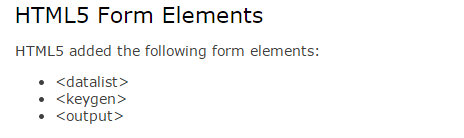 HTML5 Form Elements
HTML5 added the following form elements:
• <datalist>
• <keygen>
• <output>